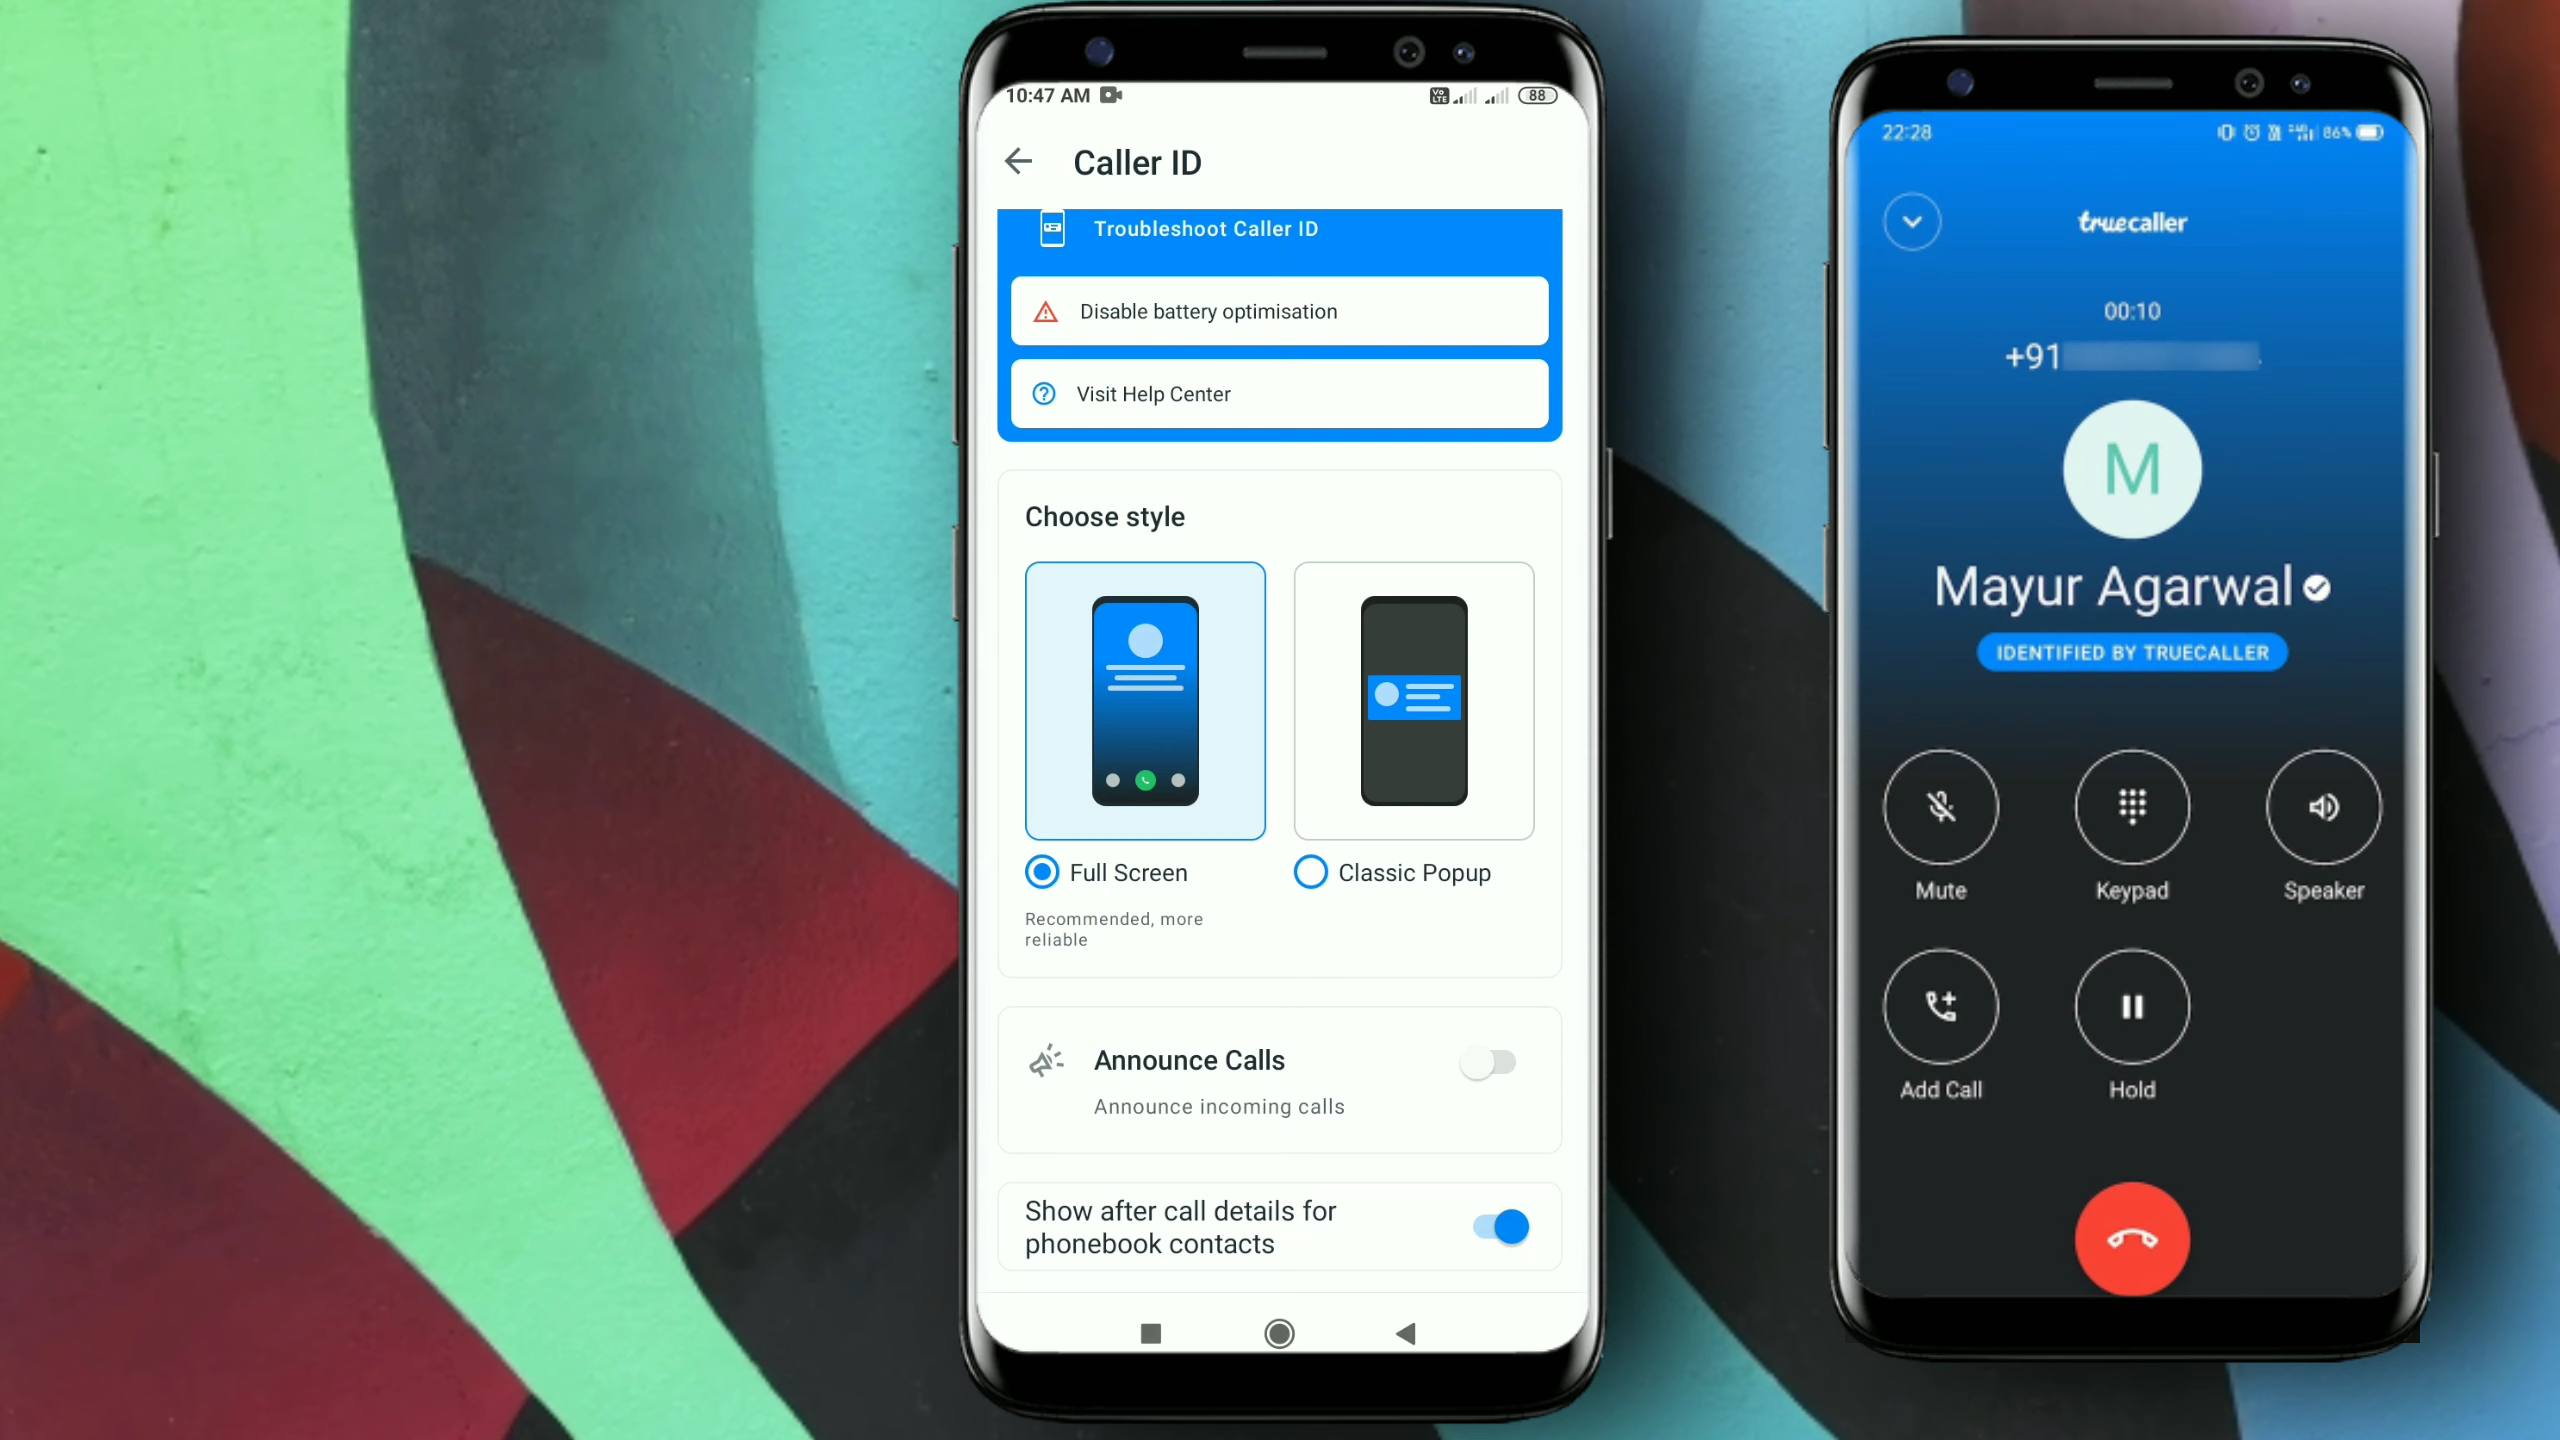 10:47 AM
88
Caller ID
Troubleshoot Caller ID
Disable battery optimisation
Visit Help Center
Choose style
Full Screen
Classic Popup
Recommended, more
reliable
Announce Calls
Announce incoming calls
Show after call details for
phonebook contacts
22:28
86%
truecaller
00:10
+91
M
Mayur Agarwal
IDENTIFIED BY TRUECALLER
Mute
Keypad
Speaker
Add Call
Hold